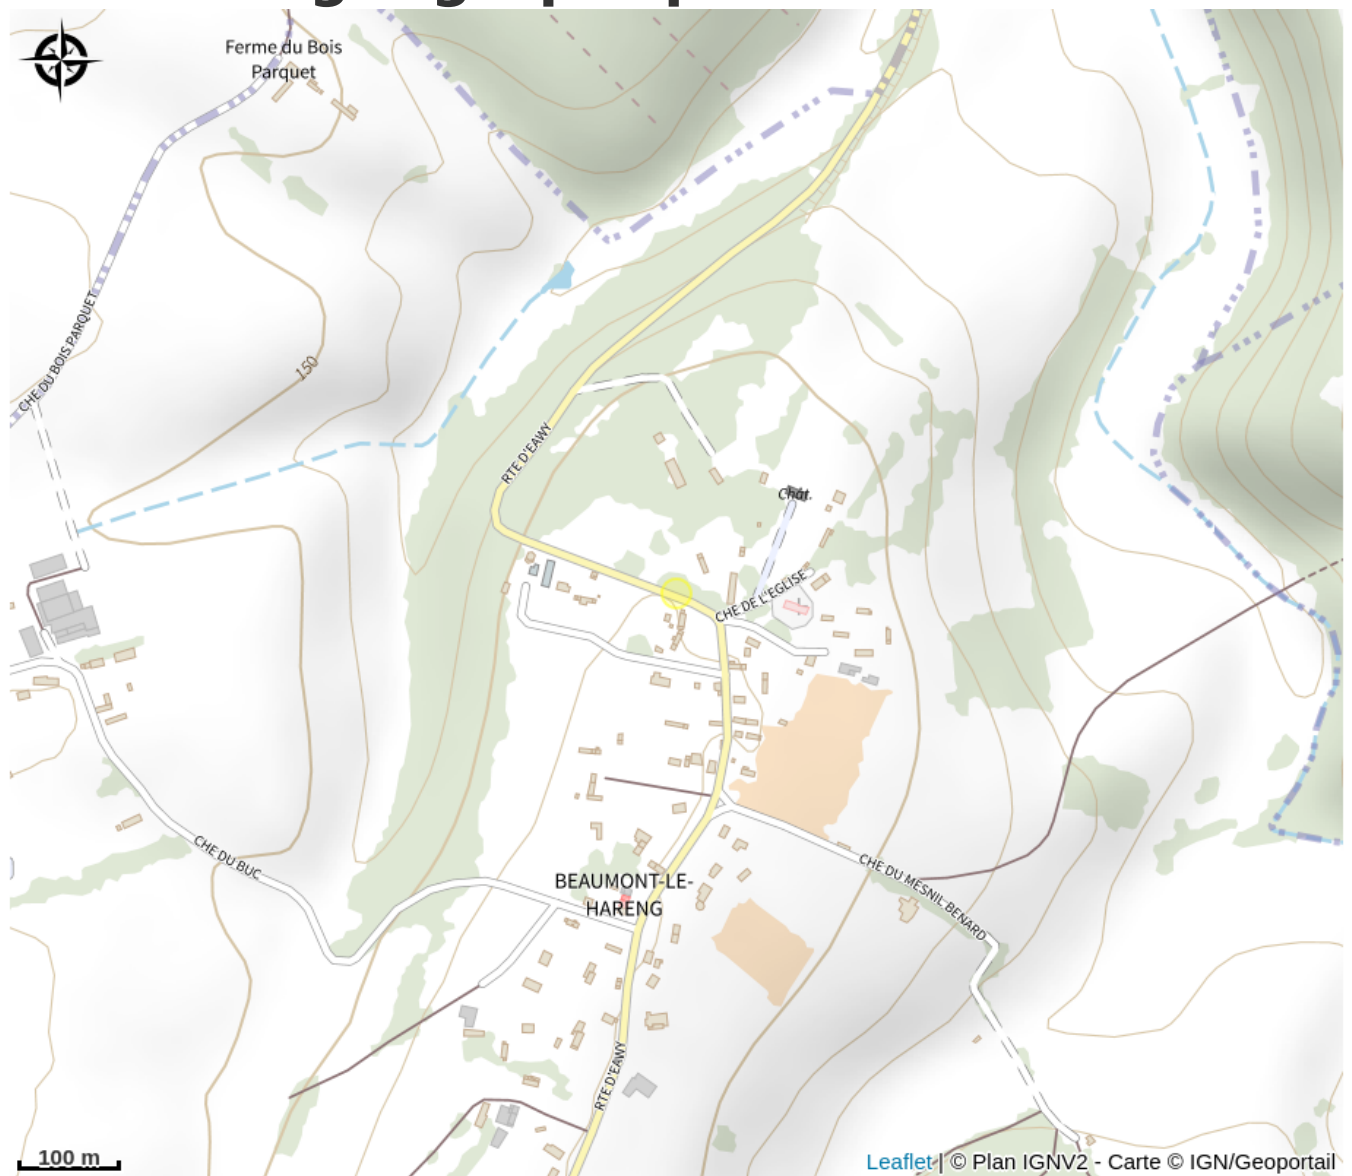 Ferme du Bois
Parquet
CHE DU BOIS PARQUET
150
RTE D'EAWY
Chât.
CHE DE L'EGLISE
CHE DU BUC
BEAUMONT-LE-
HARENG
CHE DU MESNIL BENARD
RTE D'EAWY
100 m
Leaflet | © Plan IGNV2 - Carte © IGN/Geoportail